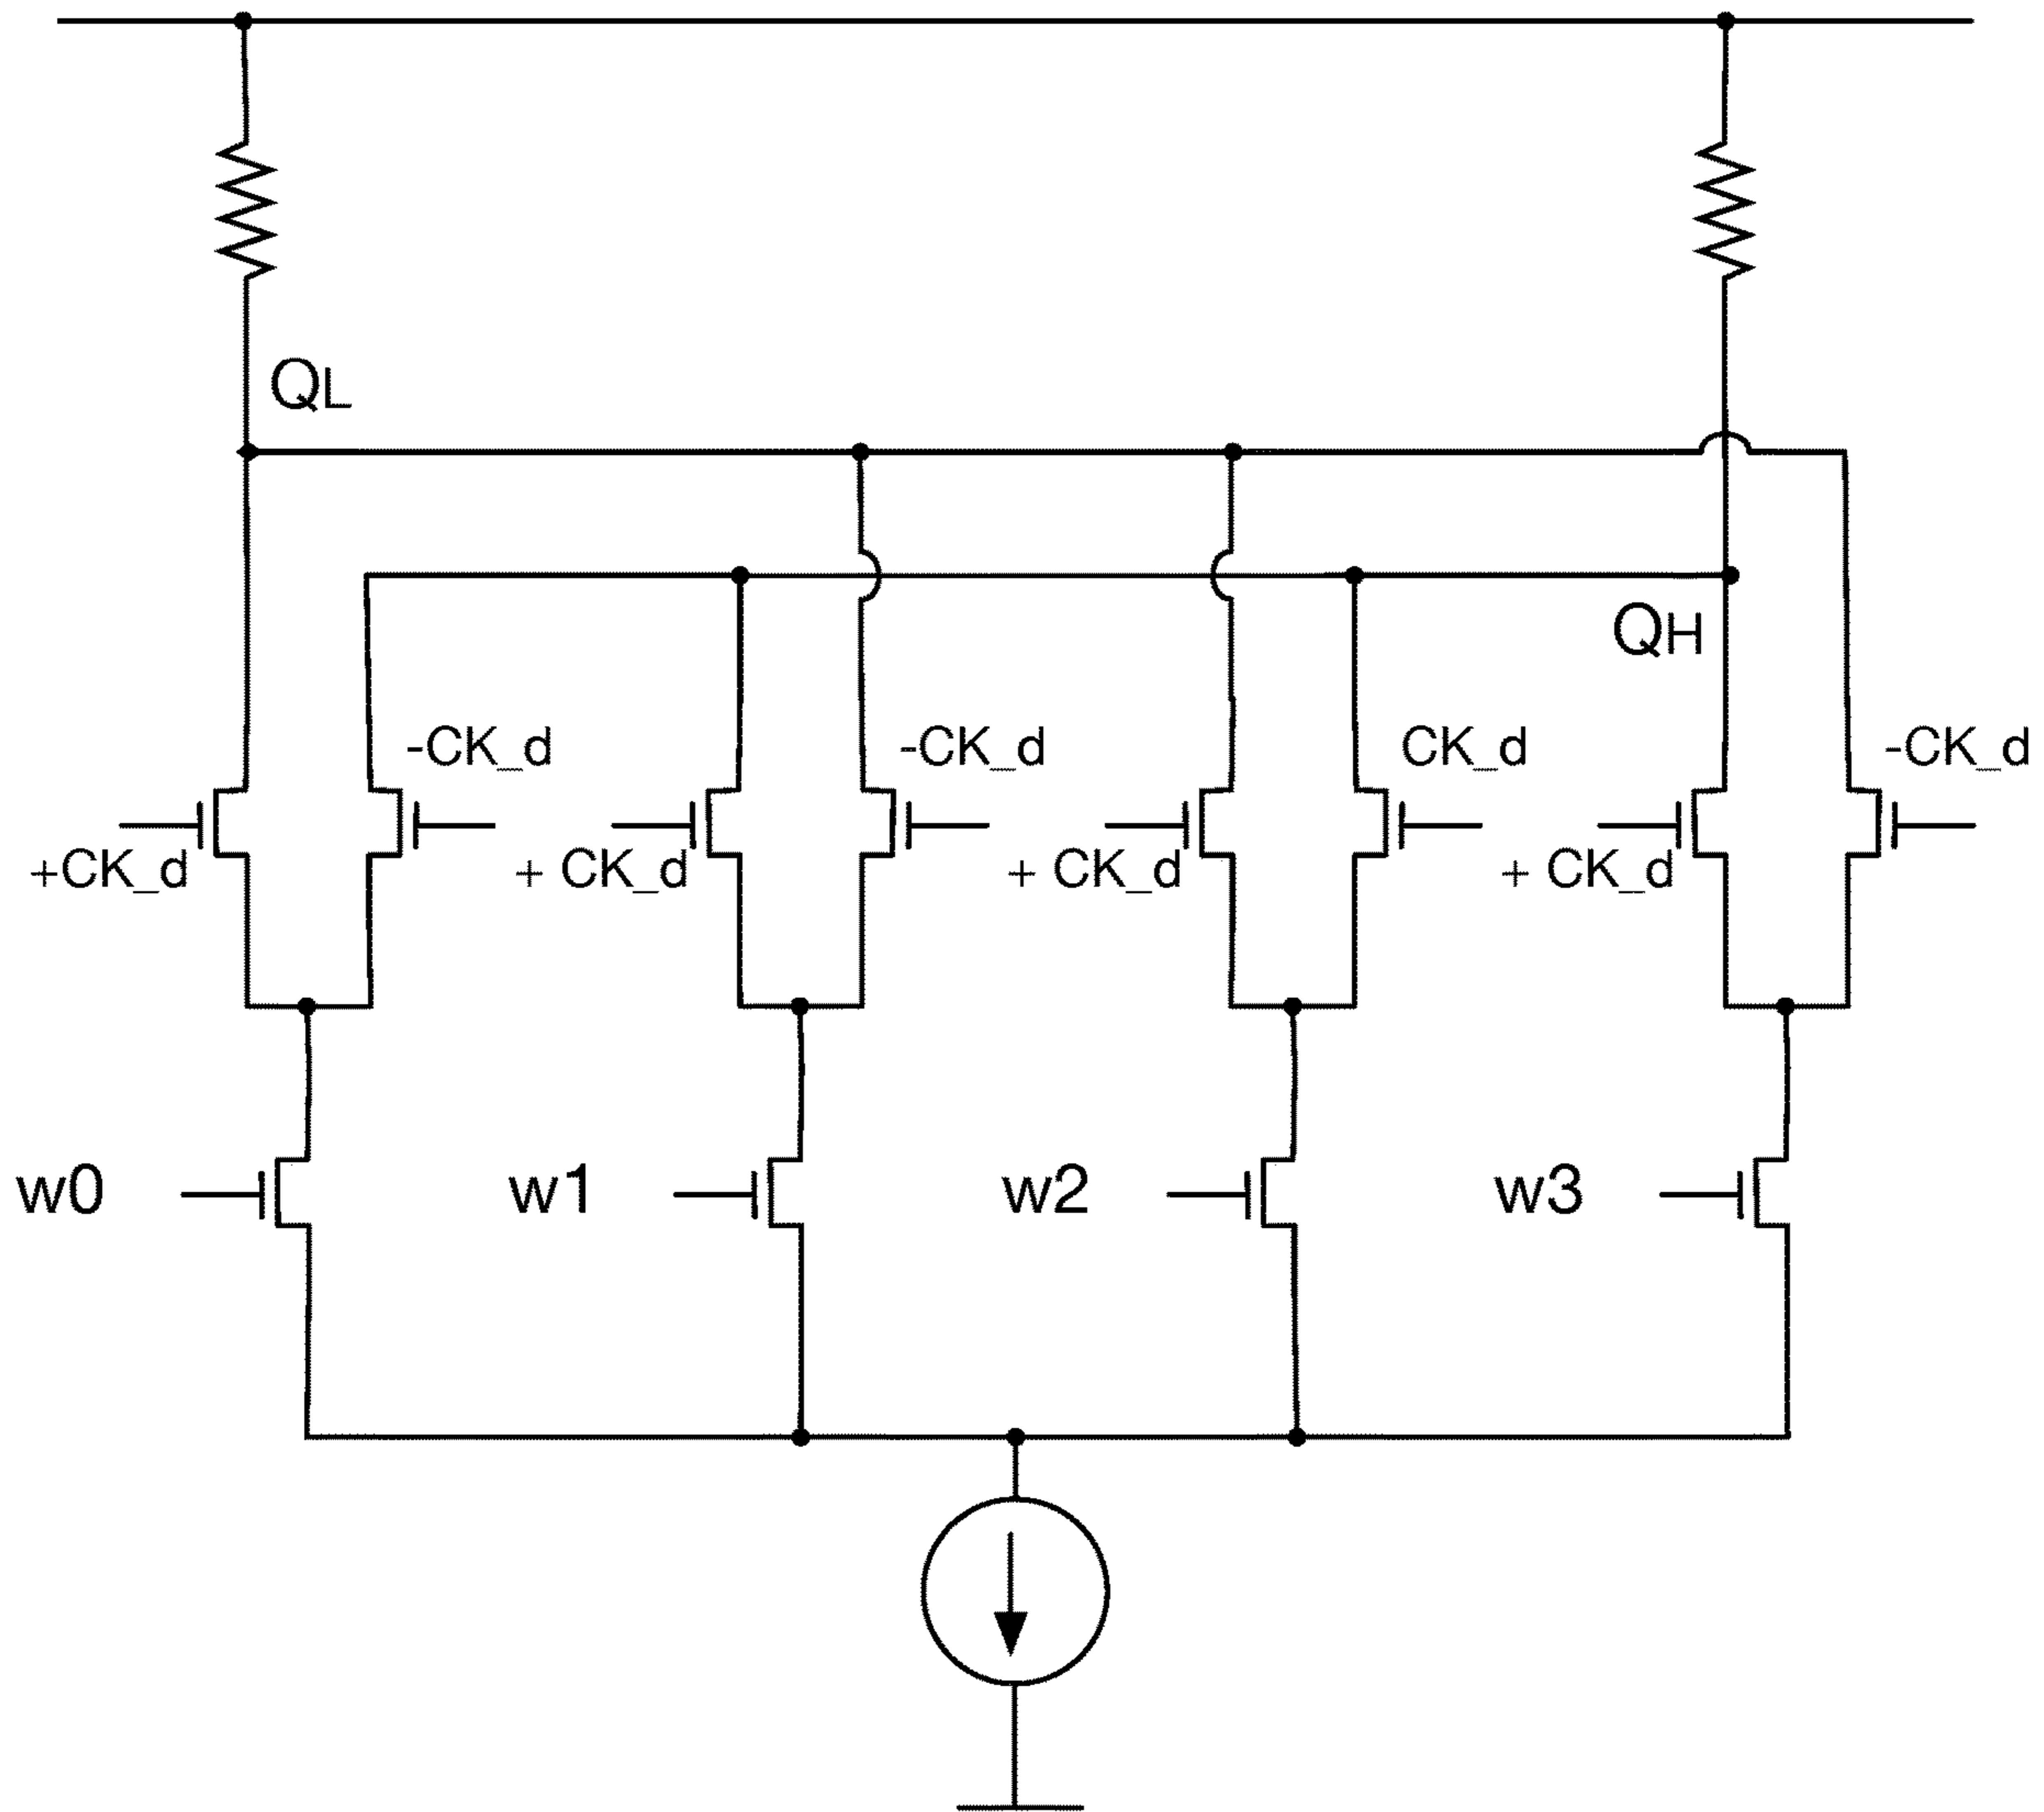 QL
QH
-CK_d
-CK_d
CK_d
-CK_d
+CK_d
+ CK_d
+ CK_d
+ CK_d
w0
w1
w2
w3